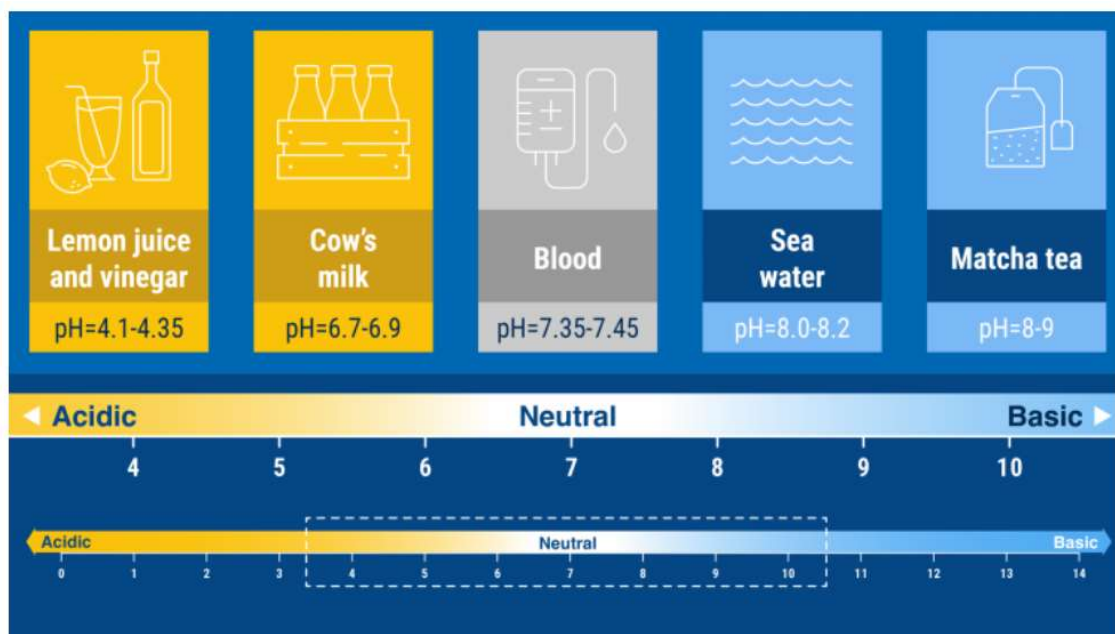 Lemon juice
and vinegar
pH=4.1-4.35
Cow's
milk
pH=6.7-6.9
Blood
pH=7.35-7.45
Sea
water
pH=8.0-8.2
Matcha tea
pH=8-9
Acidic Neutral Basic
4 5 6 7 8 9 10
Acidic Neutral Basic
0 1 2 3 4 5 6 7 8 9 10 11 12 13 14